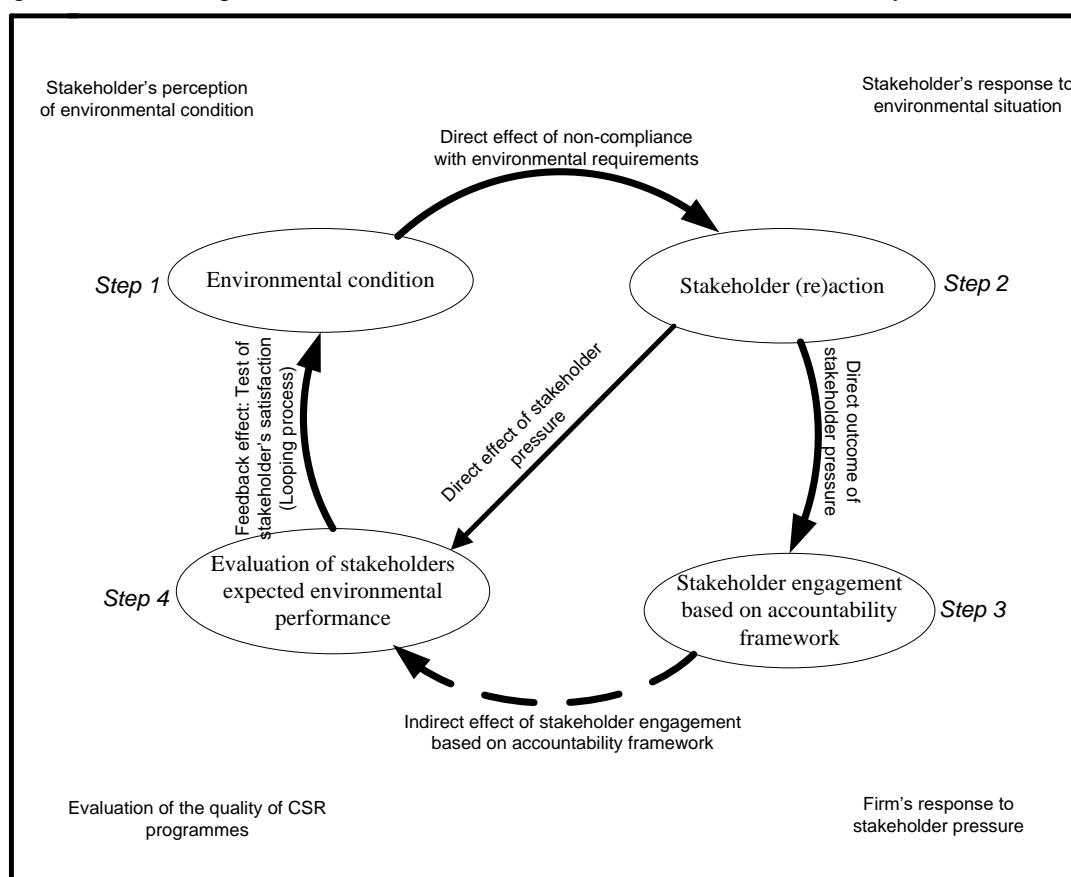 Stakeholder's perception
of environmental condition
Stakeholder's response to
environmental situation
Direct effect of non-compliance
with environmental requirements
Step 1
Environmental condition
Stakeholder (re)action
Step 2
Feedback effect: Test of
stakeholder's satisfaction
(Looping process)
Direct effect of stakeholder
pressure
Direct outcome of
stakeholder pressure
Step 4
Evaluation of stakeholders
expected environmental
performance
Stakeholder engagement
based on accountability
framework
Step 3
Indirect effect of stakeholder engagement
based on accountability framework
Evaluation of the quality of CSR
programmes
Firm's response to
stakeholder pressure